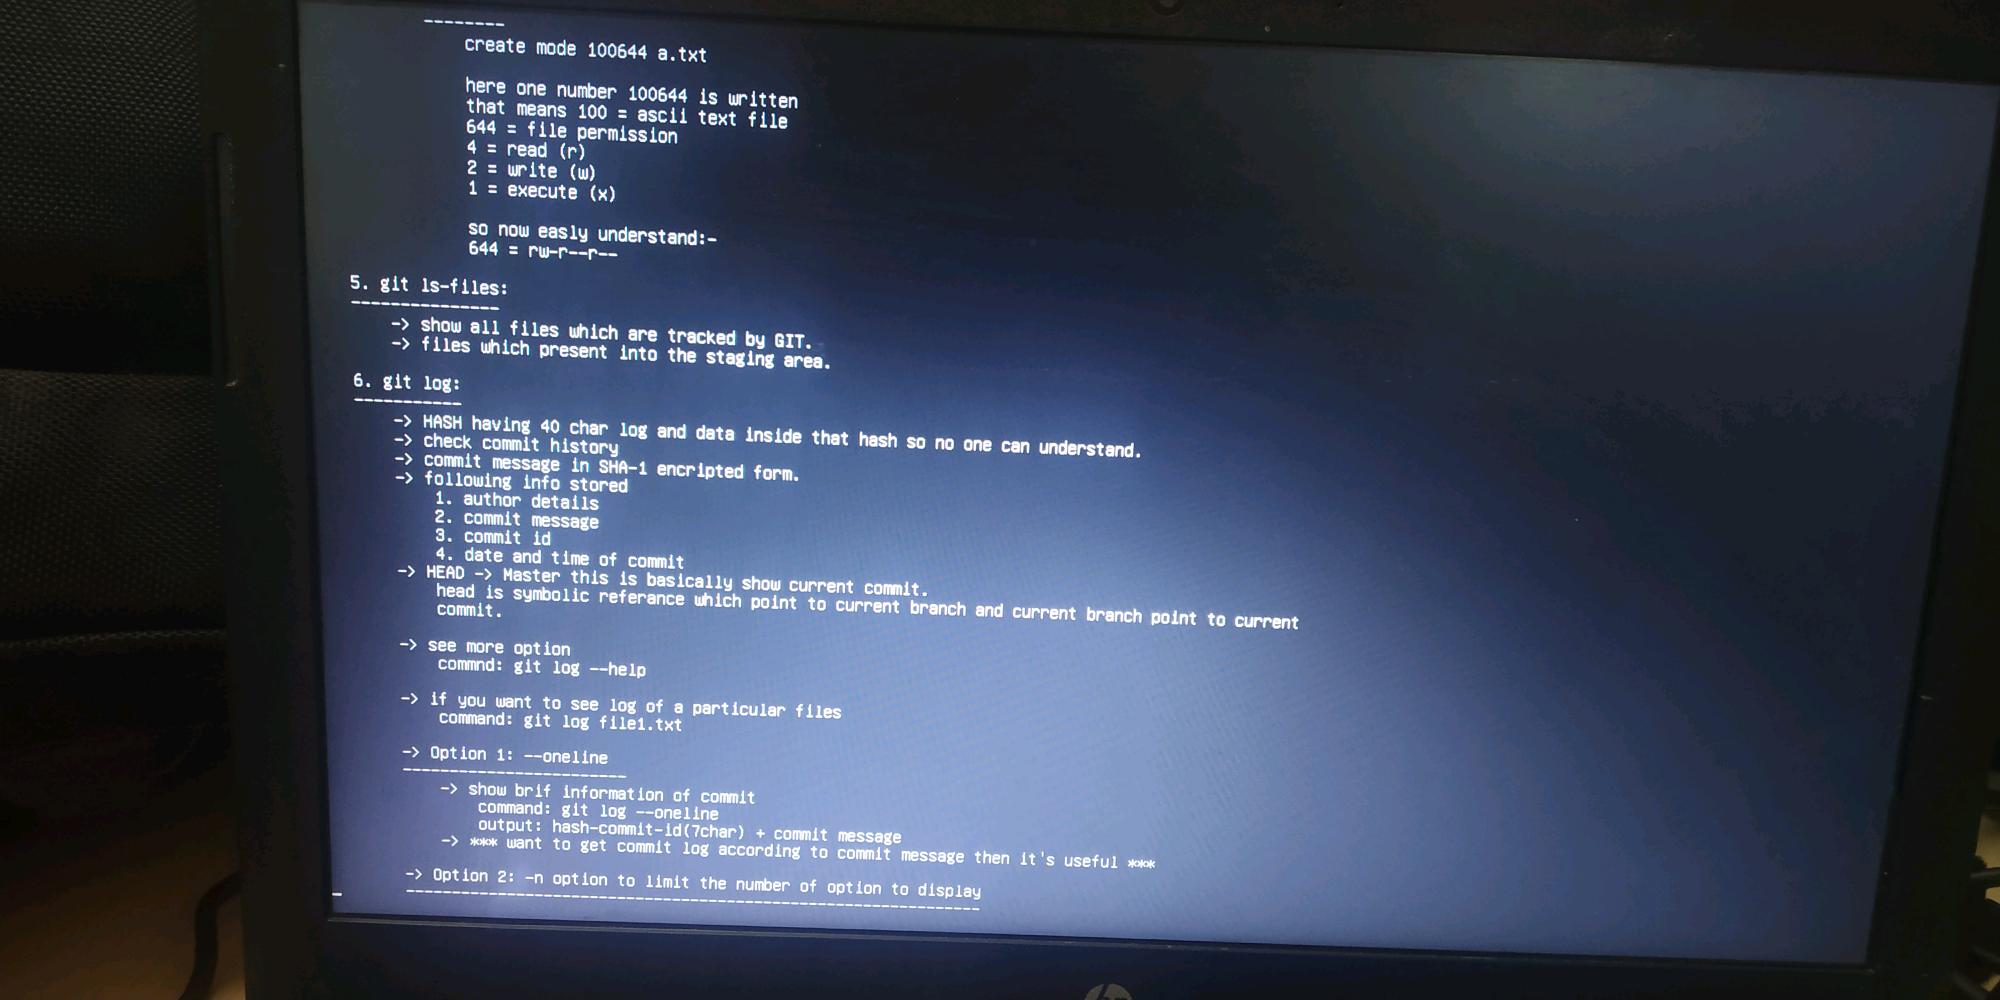 --------
create mode 100644 a.txt
here one number 100644 is written
that means 100 = ascii text file
644 = file permission
4 = read (r)
2 = write (w)
1 = execute (x)
so now easly understand:-
644 = rw-r--r--
5. git ls-files:
---------------
-> show all files which are tracked by GIT.
-> files which present into the staging area.
6. git log:
-----------
-> HASH having 40 char log and data inside that hash so no one can understand.
-> check commit history
-> commit message in SHA-1 encripted form.
-> following info stored
1. author details
2. commit message
3. commit id
4. date and time of commit
-> HEAD -> Master this is basically show current commit.
head is symbolic referance which point to current branch and current branch point to current
commit.
-> see more option
commnd: git log --help
-> if you want to see log of a particular files
command: git log file1.txt
-> Option 1: --oneline
------------------------
-> show brif information of commit
command: git log --oneline
output: hash-commit-id(7char) + commit message
-> *** want to get commit log according to commit message then it's useful ***
-> Option 2: -n option to limit the number of option to display
--------------------------------------------------------------
hp